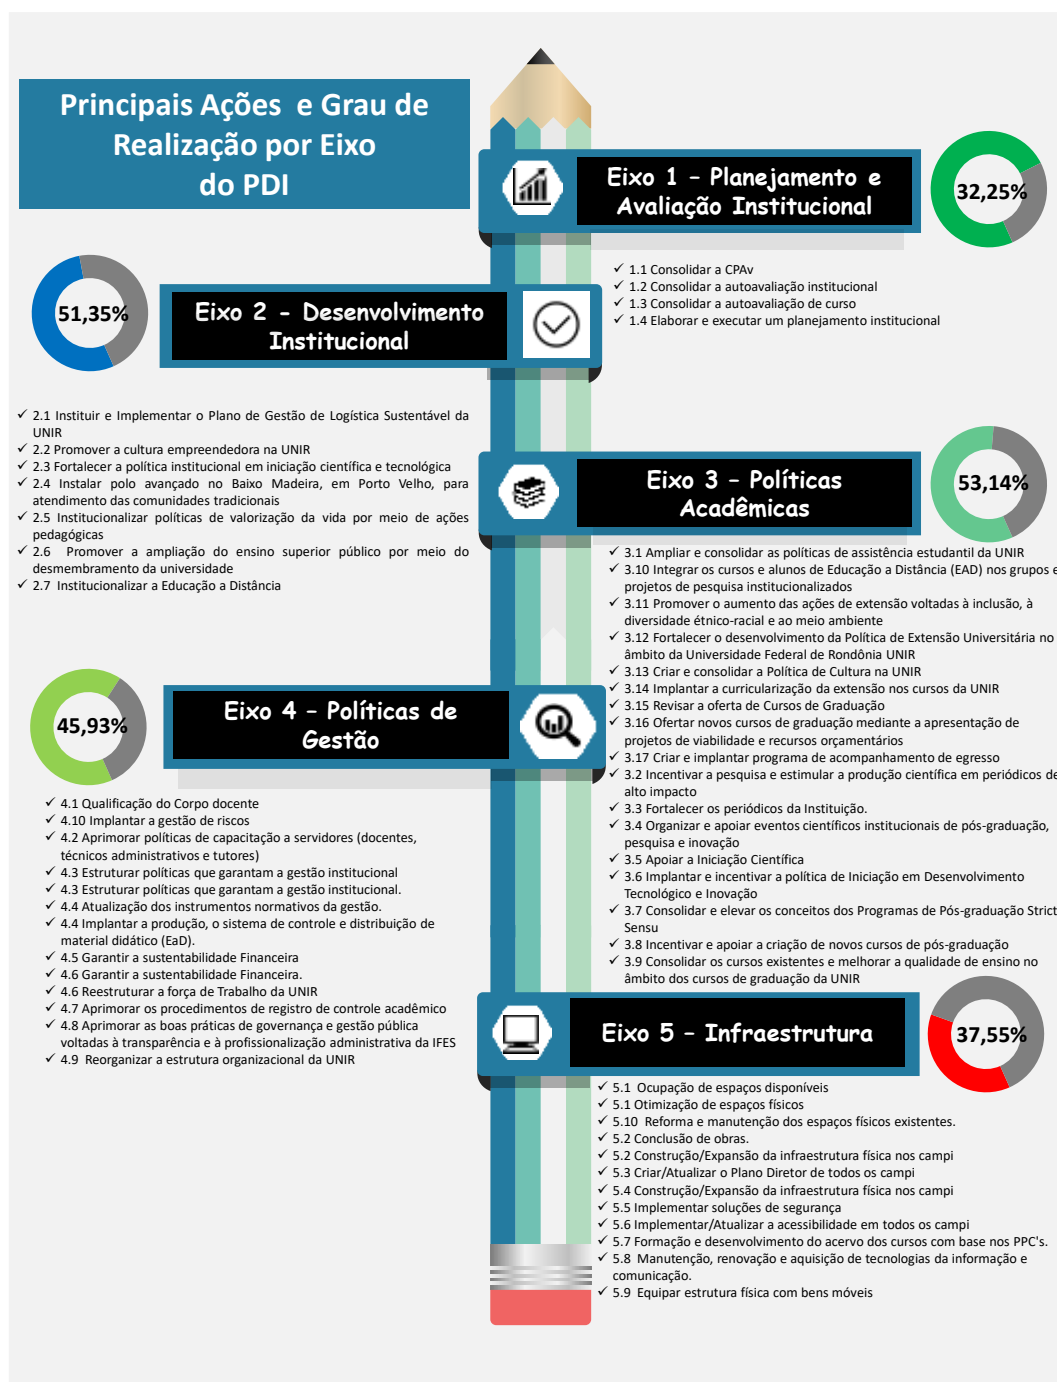 Principais Ações e Grau de
Realização por Eixo
do PDI
Eixo 1 – Planejamento e
Avaliação Institucional
32,25%
✓ 1.1 Consolidar a CPAv
✓ 1.2 Consolidar a autoavaliação institucional
✓ 1.3 Consolidar a autoavaliação de curso
✓ 1.4 Elaborar e executar um planejamento institucional
51,35%
Eixo 2 - Desenvolvimento
Institucional
✓ 2.1 Instituir e Implementar o Plano de Gestão de Logística Sustentável da
UNIR
✓ 2.2 Promover a cultura empreendedora na UNIR
✓ 2.3 Fortalecer a política institucional em iniciação científica e tecnológica
✓ 2.4 Instalar polo avançado no Baixo Madeira, em Porto Velho, para
atendimento das comunidades tradicionais
✓ 2.5 Institucionalizar políticas de valorização da vida por meio de ações
pedagógicas
✓ 2.6 Promover a ampliação do ensino superior público por meio do
desmembramento da universidade
✓ 2.7 Institucionalizar a Educação a Distância
Eixo 3 – Políticas
Acadêmicas
53,14%
✓ 3.1 Ampliar e consolidar as políticas de assistência estudantil da UNIR
✓ 3.10 Integrar os cursos e alunos de Educação a Distância (EAD) nos grupos e
projetos de pesquisa institucionalizados
✓ 3.11 Promover o aumento das ações de extensão voltadas à inclusão, à
diversidade étnico-racial e ao meio ambiente
✓ 3.12 Fortalecer o desenvolvimento da Política de Extensão Universitária no
âmbito da Universidade Federal de Rondônia UNIR
✓ 3.13 Criar e consolidar a Política de Cultura na UNIR
✓ 3.14 Implantar a curricularização da extensão nos cursos da UNIR
✓ 3.15 Revisar a oferta de Cursos de Graduação
✓ 3.16 Ofertar novos cursos de graduação mediante a apresentação de
projetos de viabilidade e recursos orçamentários
✓ 3.17 Criar e implantar programa de acompanhamento de egresso
✓ 3.2 Incentivar a pesquisa e estimular a produção científica em periódicos de
alto impacto
✓ 3.3 Fortalecer os periódicos da Instituição.
✓ 3.4 Organizar e apoiar eventos científicos institucionais de pós-graduação,
pesquisa e inovação
✓ 3.5 Apoiar a Iniciação Científica
✓ 3.6 Implantar e incentivar a política de Iniciação em Desenvolvimento
Tecnológico e Inovação
✓ 3.7 Consolidar e elevar os conceitos dos Programas de Pós-graduação Strict
Sensu
✓ 3.8 Incentivar e apoiar a criação de novos cursos de pós-graduação
✓ 3.9 Consolidar os cursos existentes e melhorar a qualidade de ensino no
âmbito dos cursos de graduação da UNIR
45,93%
Eixo 4 – Políticas de
Gestão
✓ 4.1 Qualificação do Corpo docente
✓ 4.10 Implantar a gestão de riscos
✓ 4.2 Aprimorar políticas de capacitação a servidores (docentes,
técnicos administrativos e tutores)
✓ 4.3 Estruturar políticas que garantam a gestão institucional
✓ 4.3 Estruturar políticas que garantam a gestão institucional.
✓ 4.4 Atualização dos instrumentos normativos da gestão.
✓ 4.4 Implantar a produção, o sistema de controle e distribuição de
material didático (EaD).
✓ 4.5 Garantir a sustentabilidade Financeira
✓ 4.6 Garantir a sustentabilidade Financeira.
✓ 4.6 Reestruturar a força de Trabalho da UNIR
✓ 4.7 Aprimorar os procedimentos de registro de controle acadêmico
✓ 4.8 Aprimorar as boas práticas de governança e gestão pública
voltadas à transparência e à profissionalização administrativa da IFES
✓ 4.9 Reorganizar a estrutura organizacional da UNIR
Eixo 5 – Infraestrutura
37,55%
✓ 5.1 Ocupação de espaços disponíveis
✓ 5.1 Otimização de espaços físicos
✓ 5.10 Reforma e manutenção dos espaços físicos existentes.
✓ 5.2 Conclusão de obras.
✓ 5.2 Construção/Expansão da infraestrutura física nos campi
✓ 5.3 Criar/Atualizar o Plano Diretor de todos os campi
✓ 5.4 Construção/Expansão da infraestrutura física nos campi
✓ 5.5 Implementar soluções de segurança
✓ 5.6 Implementar/Atualizar a acessibilidade em todos os campi
✓ 5.7 Formação e desenvolvimento do acervo dos cursos com base nos PPC's.
✓ 5.8 Manutenção, renovação e aquisição de tecnologias da informação e
comunicação.
✓ 5.9 Equipar estrutura física com bens móveis